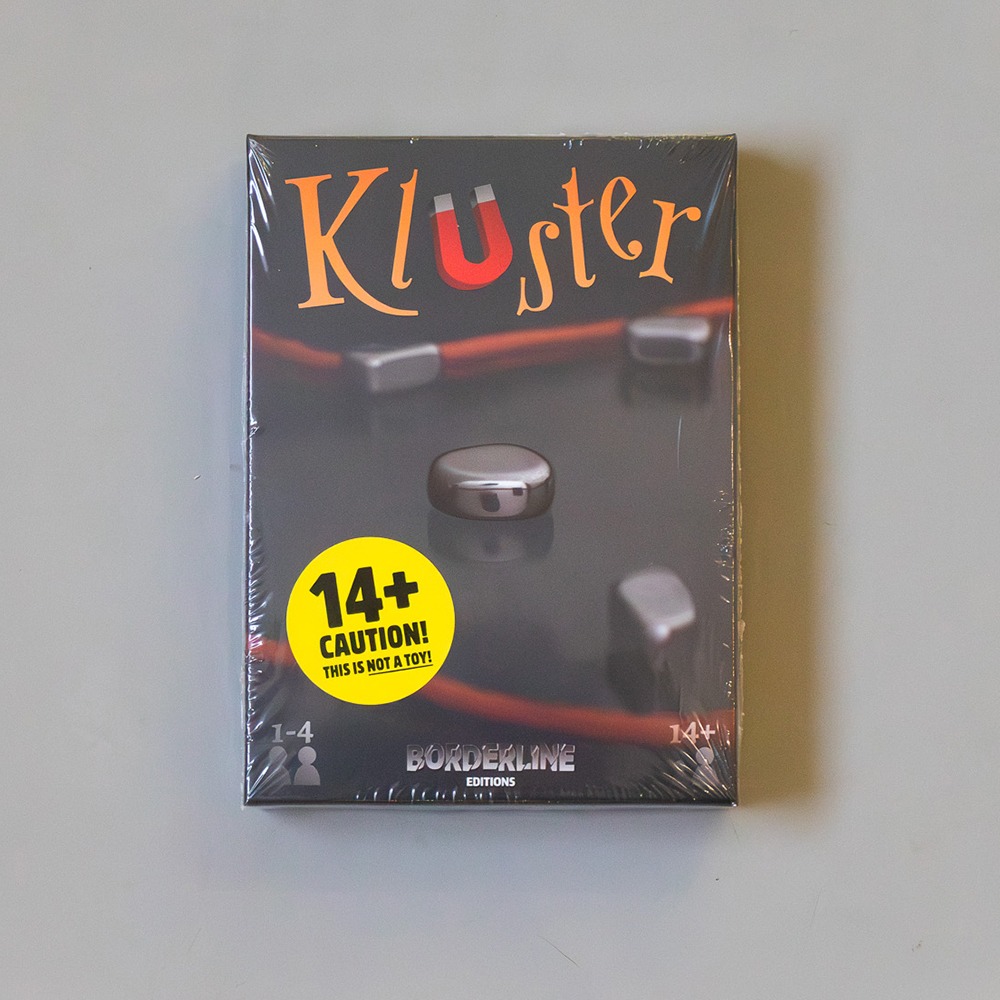 Kluster
14+
CAUTION!
THIS IS NOT A TOY!
1-4
14+
BORDERLINE
EDITIONS